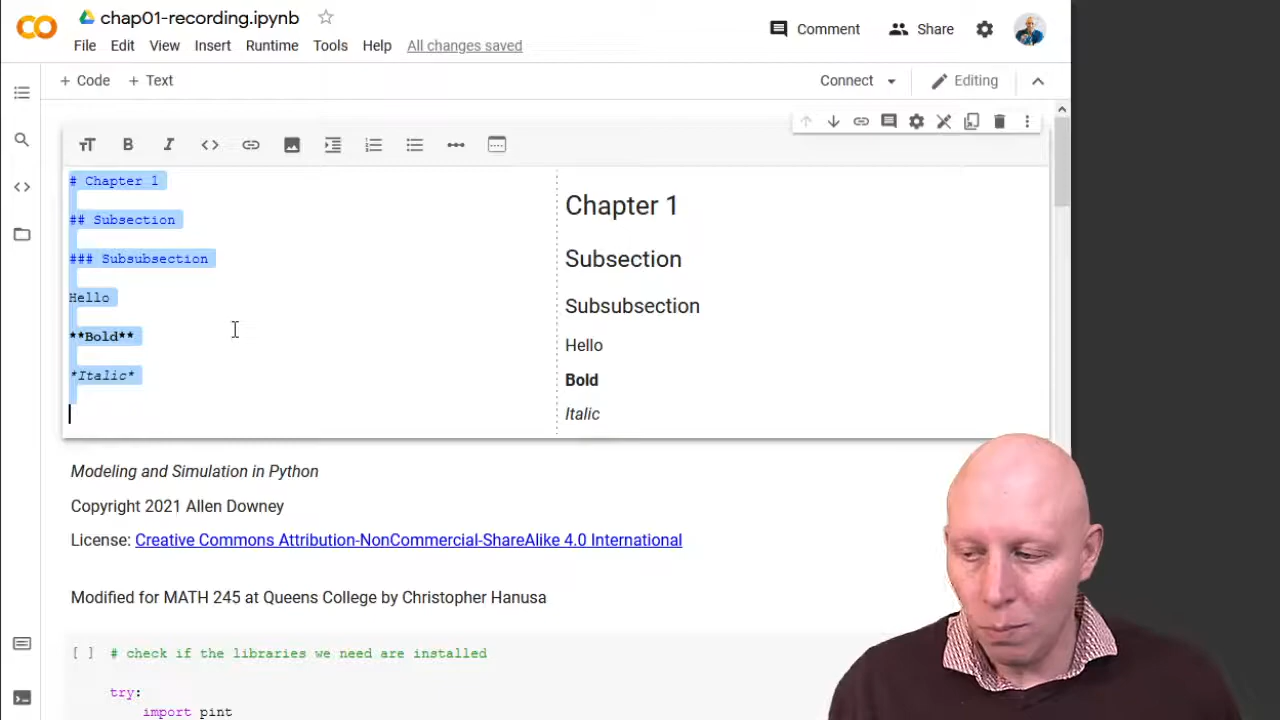 chap01-recording.ipynb
File Edit View Insert Runtime Tools Help All changes saved
Comment Share
+ Code + Text
Connect Editing
# Chapter 1
## Subsection
### Subsubsection
Hello
**Bold**
*Italic*
Chapter 1
Subsection
Subsubsection
Hello
Bold
Italic
Modeling and Simulation in Python
Copyright 2021 Allen Downey
License: Creative Commons Attribution-NonCommercial-ShareAlike 4.0 International
Modified for MATH 245 at Queens College by Christopher Hanusa
[ ] # check if the libraries we need are installed
try:
import pint